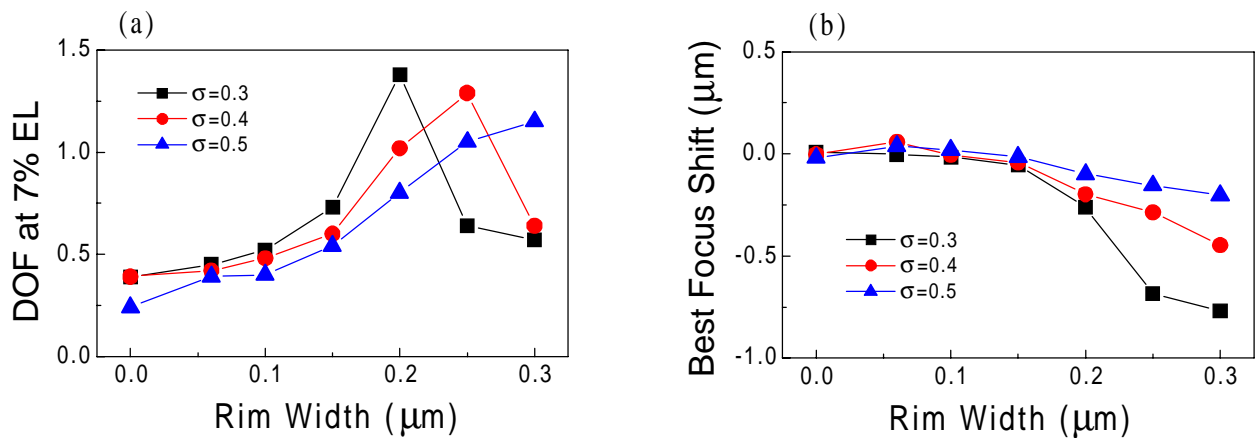 (a)
DOF at 7% EL
1.5
1.0
0.5
0.0
σ=0.3
σ=0.4
σ=0.5
0.0 0.1 0.2 0.3
Rim Width (μm)
(b)
Best Focus Shift (μm)
0.5
0.0
-0.5
-1.0
σ=0.3
σ=0.4
σ=0.5
0.0 0.1 0.2 0.3
Rim Width (μm)